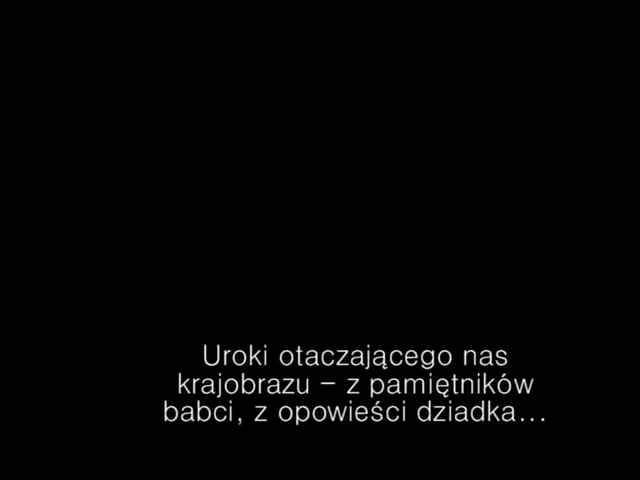 Uroki otaczającego nas
krajobrazu – z pamiętników
babci, z opowieści dziadka...